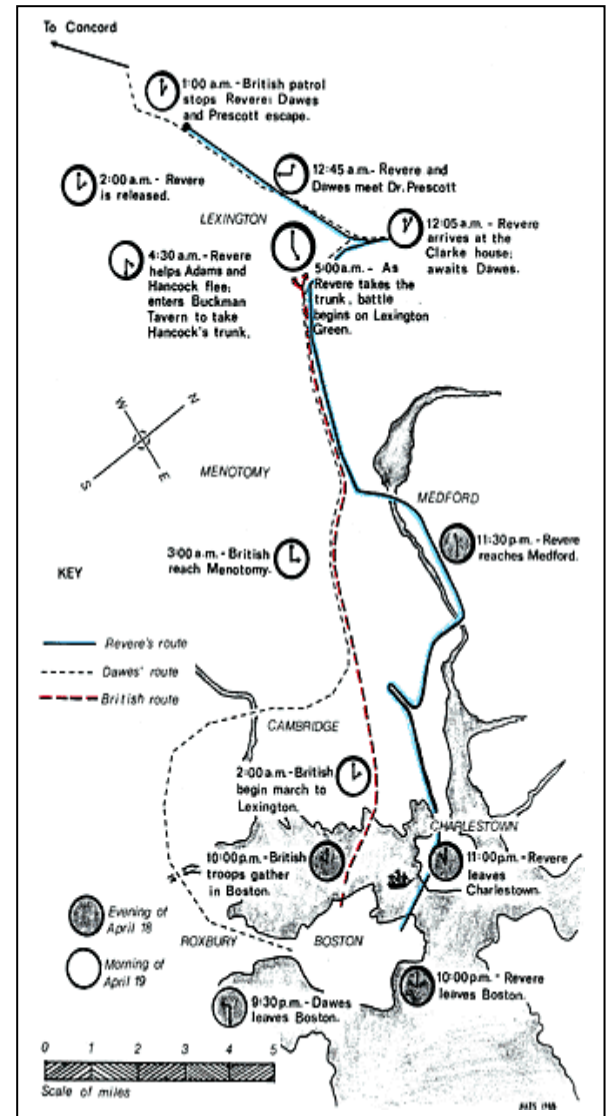 To Concord
1:00 a.m. - British patrol
stops Revere; Dawes
and Prescott escape.
12:45 a.m. - Revere and
Dawes meet Dr. Prescott
2:00 a.m. - Revere
is released.
LEXINGTON
12:05 a.m. - Revere
arrives at the
Clarke house;
awaits Dawes.
4:30 a.m. - Revere
helps Adams and
Hancock flee;
enters Buckman
Tavern to take
Hancock's trunk.
5:00 a.m. - As
Revere takes the
trunk, battle
begins on Lexington
Green.
W
N
S
E
MENOTOMY
MEDFORD
11:30 p.m. - Revere
reaches Medford.
3:00 a.m. - British
reach Menotomy.
KEY
Revere's route
Dawes' route
British route
CAMBRIDGE
2:00 a.m. - British
begin march to
Lexington.
CHARLESTOWN
10:00 p.m. - British
troops gather
in Boston.
11:00 p.m. - Revere
leaves
Charlestown.
Evening of
April 18
Morning of
April 19
ROXBURY
BOSTON
10:00 p.m. - Revere
leaves Boston.
9:30 p.m. - Dawes
leaves Boston.
0 1 2 3 4 5
Scale of miles